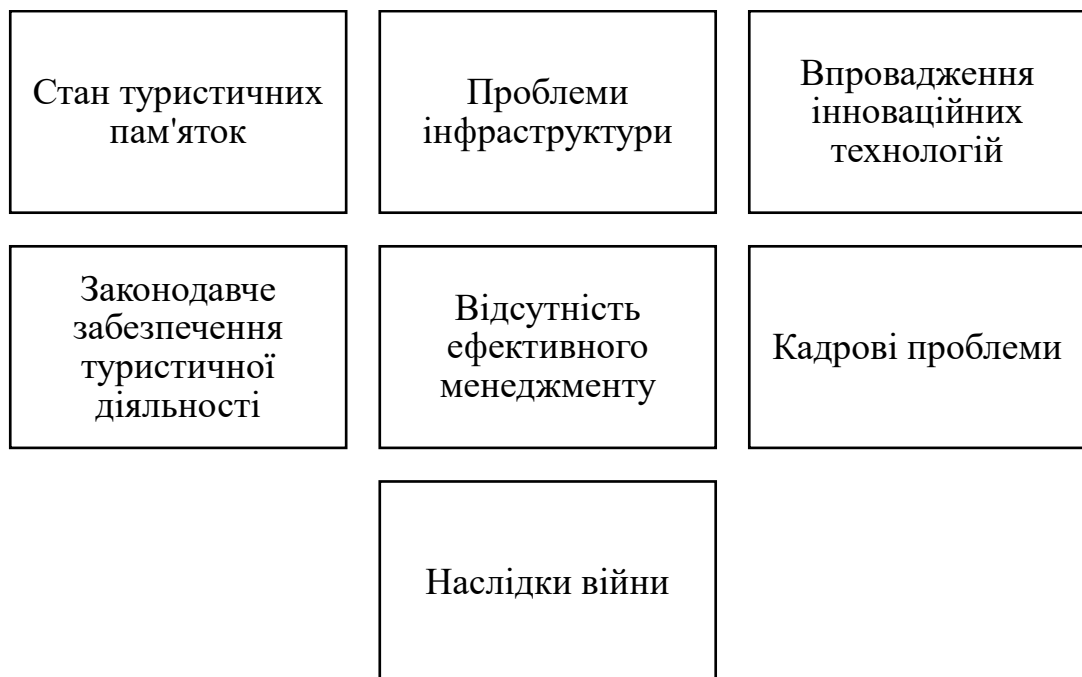 Стан туристичних
пам'яток
Проблеми
інфраструктури
Впровадження
інноваційних
технологій
Законодавче
забезпечення
туристичної
діяльності
Відсутність
ефективного
менеджменту
Кадрові проблеми
Наслідки війни